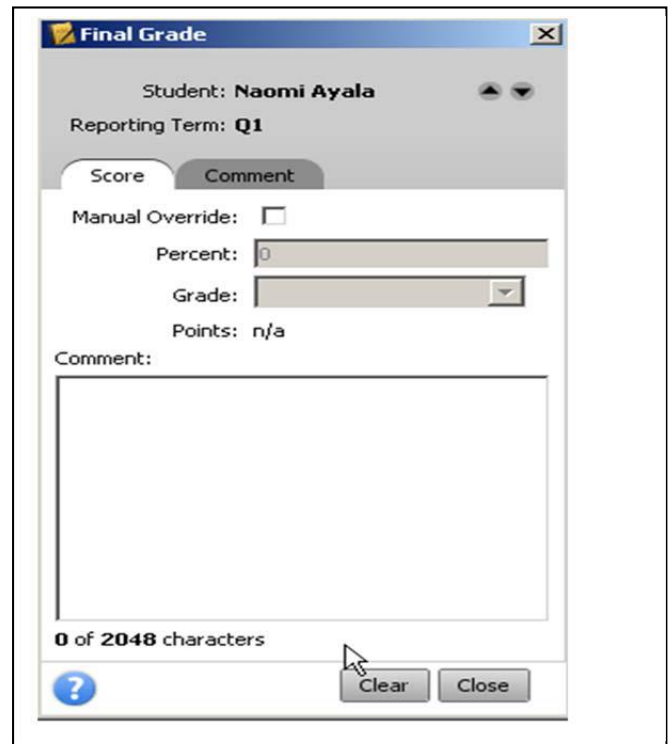 Final Grade
Student: Naomi Ayala
Reporting Term: Q1
Score Comment
Manual Override:
Percent: 0
Grade:
Points: n/a
Comment:
0 of 2048 characters
? Clear Close